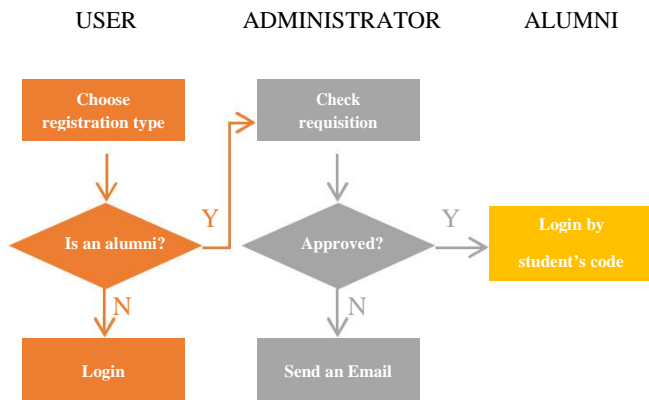 USER
ADMINISTRATOR
ALUMNI
Choose
registration type
Check
requisition
Is an alumni?
Y
Approved?
Y
Login by
student's code
N
N
Login
Send an Email